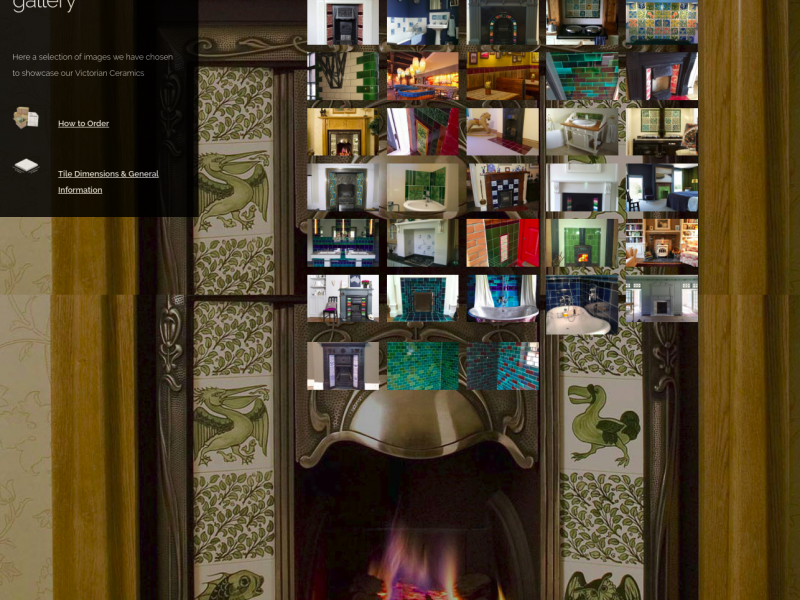 gallery
Here a selection of images we have chosen
to showcase our Victorian Ceramics
How to Order
Tile Dimensions & General
Information